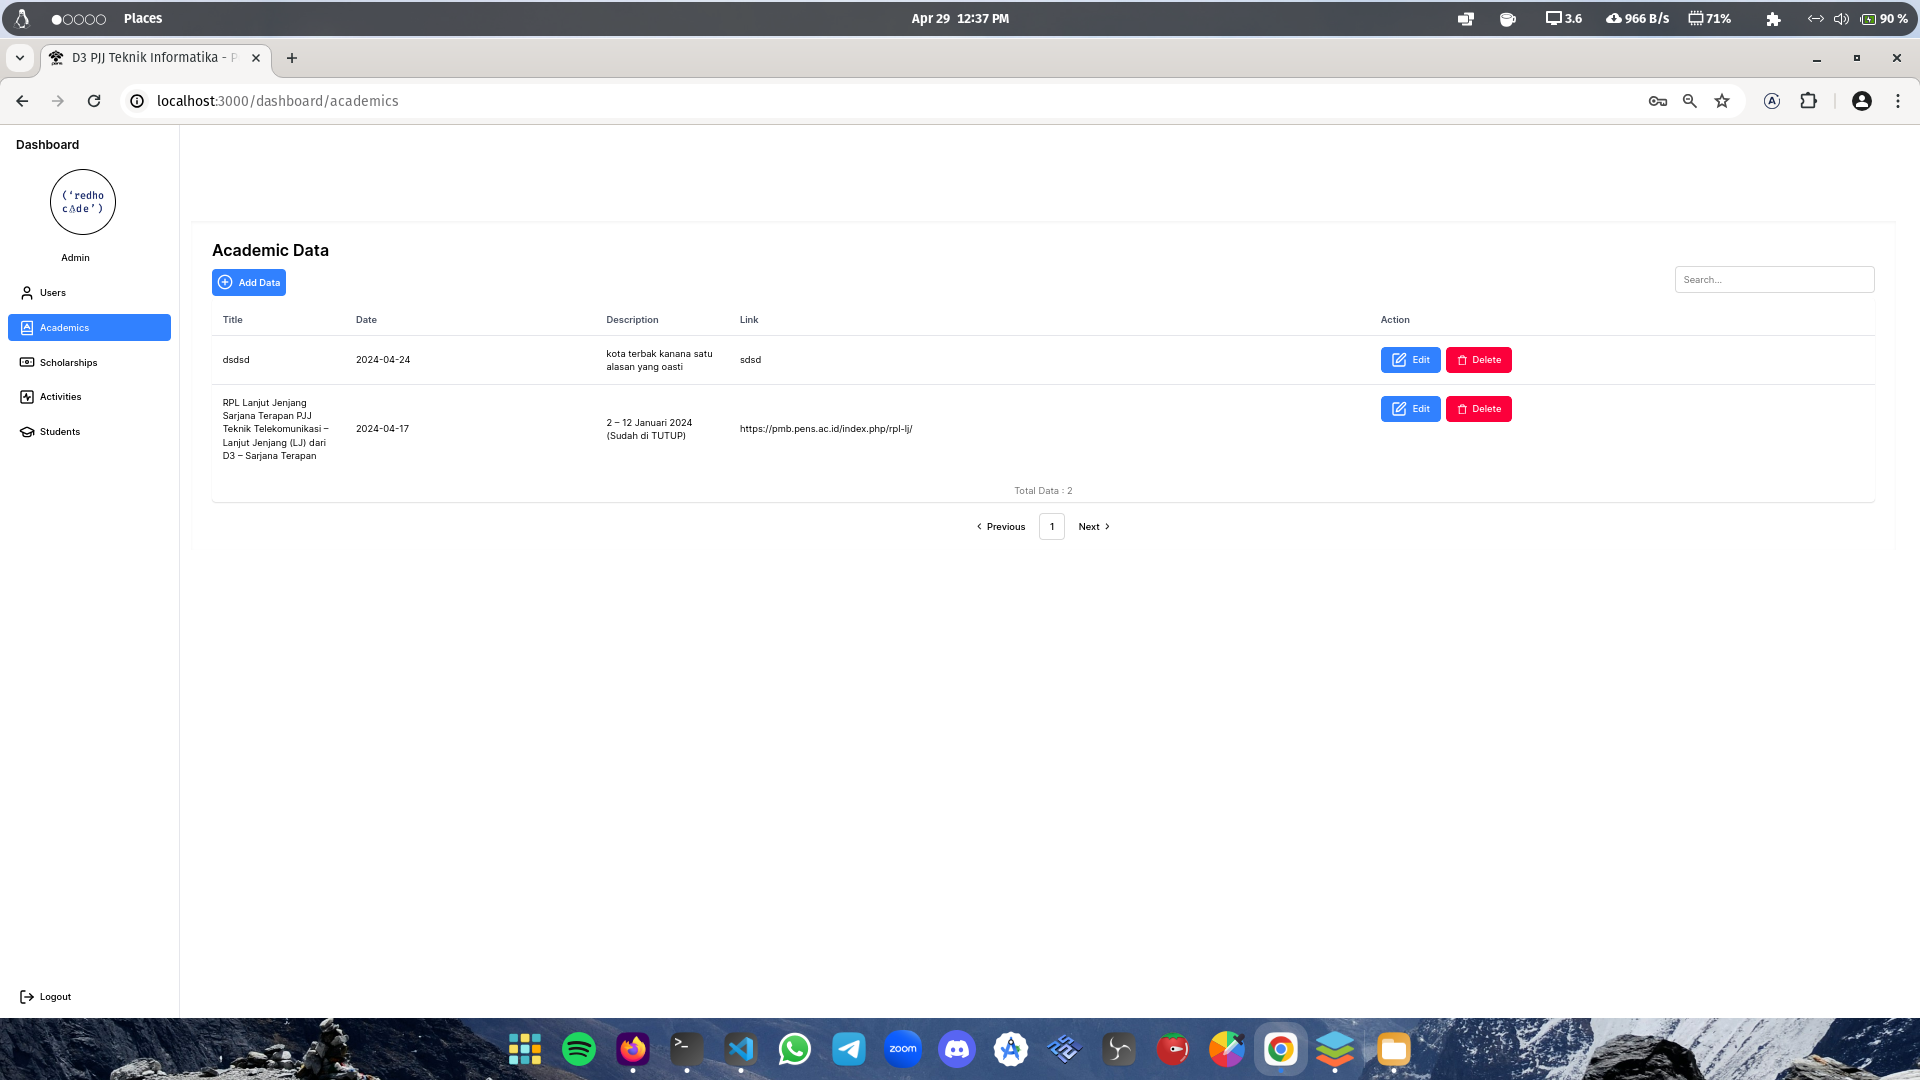 Places
Apr 29 12:37 PM
3.6
966 B/s
71%
90 %
D3 PJJ Teknik Informatika -
localhost:3000/dashboard/academics
Dashboard
('redho
c△de')
Admin
Users
Academics
Scholarships
Activities
Students
Logout
Academic Data
Add Data
Search...
Title Date Description Link Action
dsdsd
2024-04-24
kota terbak kanana satu
alasan yang oasti
sdsd
Edit
Delete
RPL Lanjut Jenjang
Sarjana Terapan PJJ
Teknik Telekomunikasi –
Lanjut Jenjang (LJ) dari
D3 – Sarjana Terapan
2024-04-17
2 – 12 Januari 2024
(Sudah di TUTUP)
https://pmb.pens.ac.id/index.php/rpl-lj/
Edit
Delete
Total Data : 2
Previous 1 Next
zoom